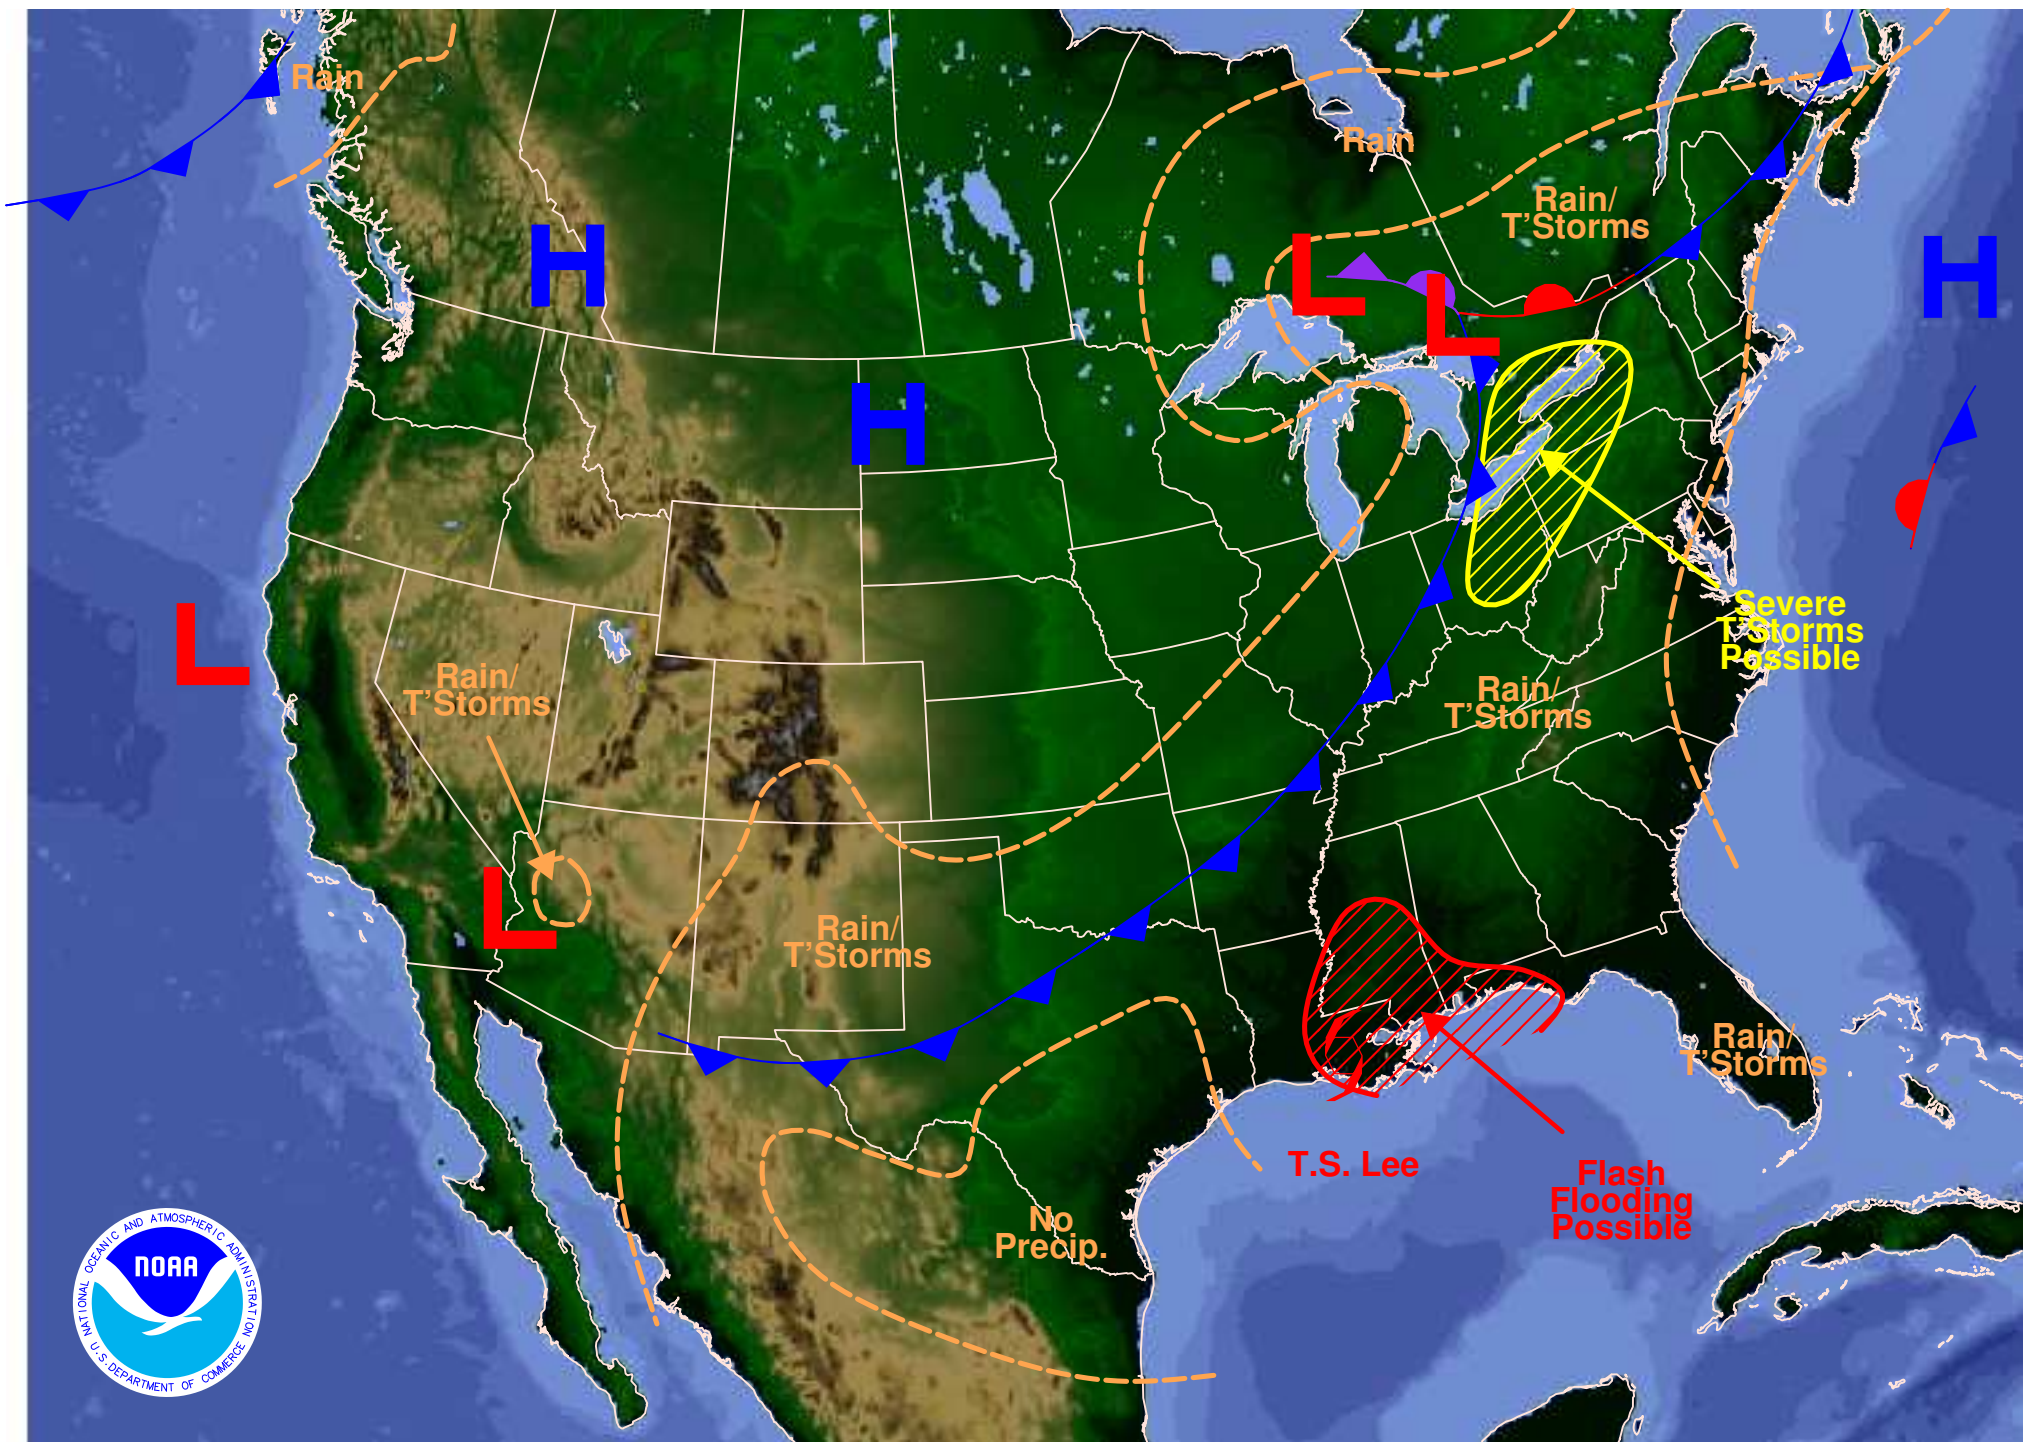 Rain
Rain
Rain/
T'Storms
H
H
L
L
H
L
Severe
T'Storms
Possible
Rain/
T'Storms
Rain/
T'Storms
L
Rain/
T'Storms
Rain/
T'Storms
T.S. Lee
Flash
Flooding
Possible
No
Precip.
NATIONAL OCEANIC AND ATMOSPHERIC ADMINISTRATION
NOAA
U.S. DEPARTMENT OF COMMERCE